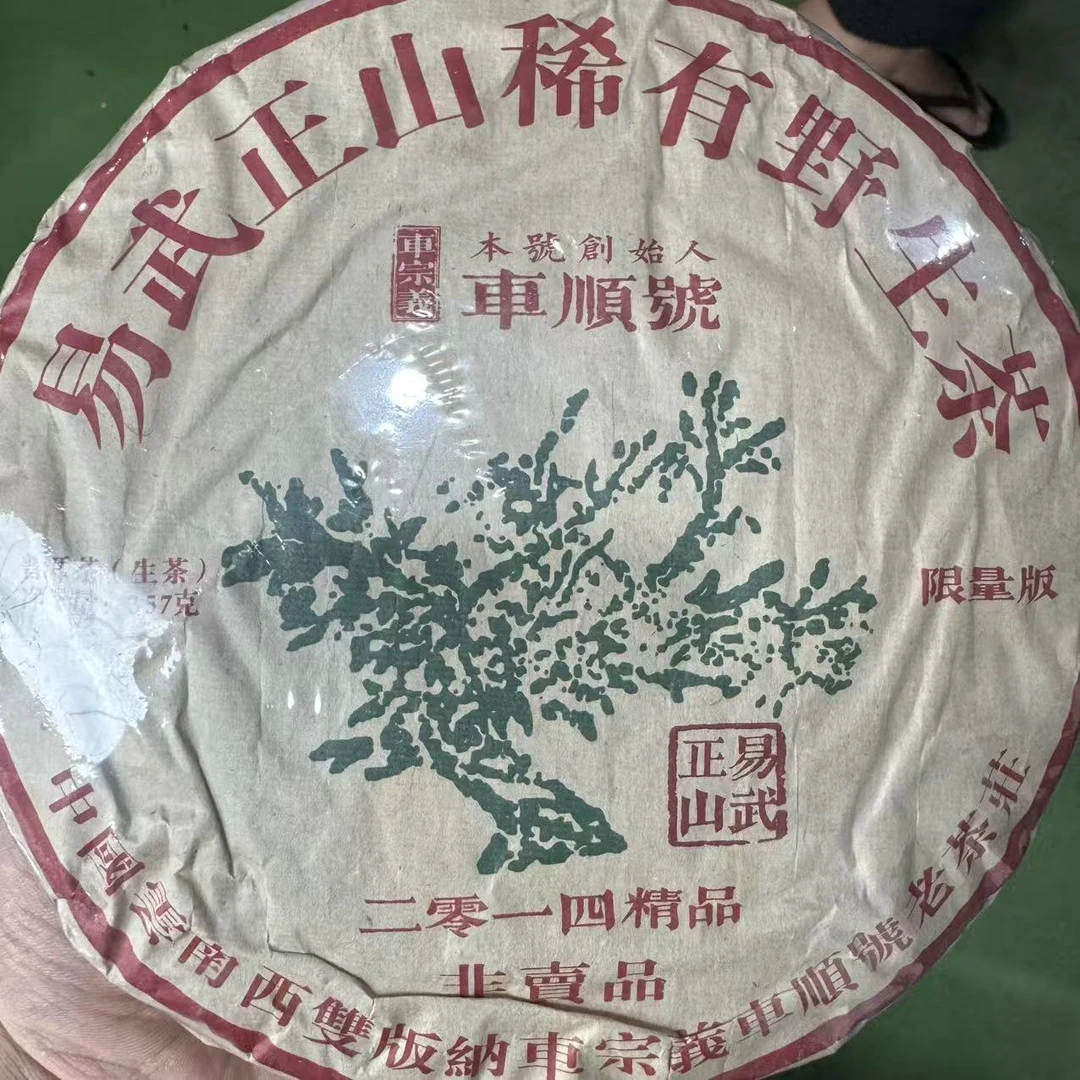 易武正山稀有野生茶
車宗義
本號創始人
車順號
普洱茶（生茶）
357克
限量版
易武
正山
二零一四精品
非賣品
中國雲南西雙版納車宗義車順號老茶莊